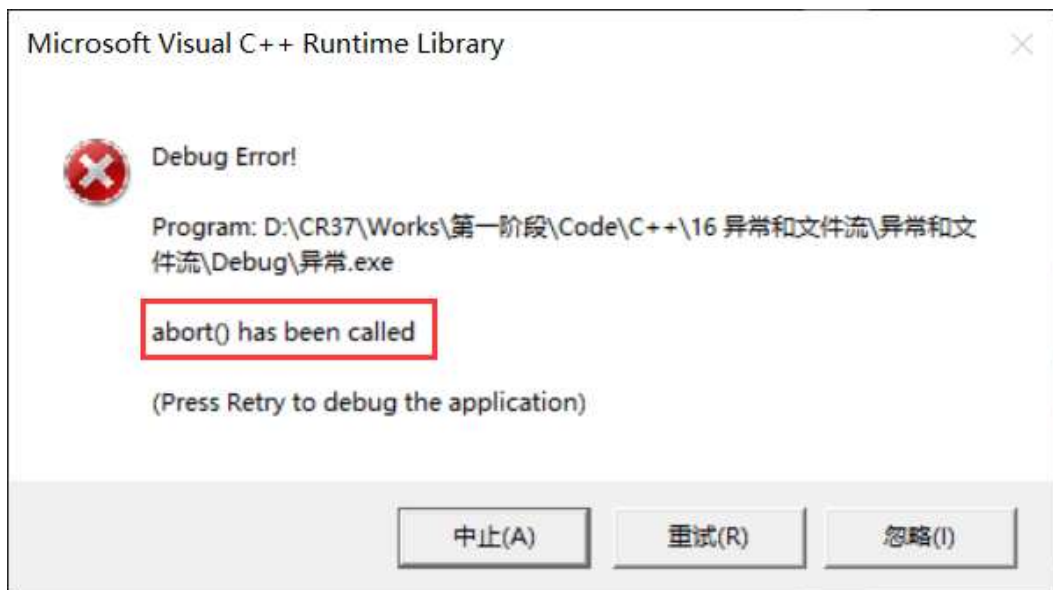 Microsoft Visual C++ Runtime Library
Debug Error!
Program: D:\CR37\Works\第一阶段\Code\C++\16 异常和文件流\异常和文
件流\Debug\异常.exe
abort() has been called
(Press Retry to debug the application)
中止(A)
重试(R)
忽略(I)